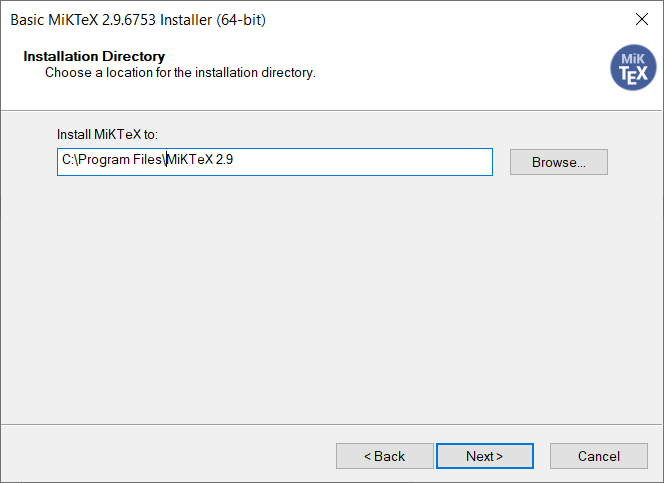 Basic MiKTeX 2.9.6753 Installer (64-bit)
Installation Directory
Choose a location for the installation directory.
MiK
TEX
Install MiKTeX to:
C:\Program Files\MiKTeX 2.9
Browse...
< Back
Next >
Cancel